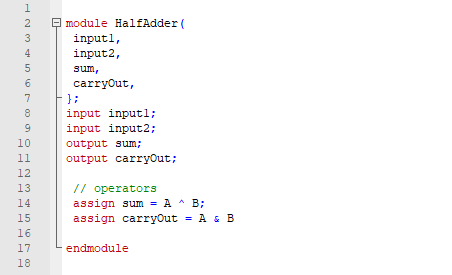 1
2 module HalfAdder(
3 input1,
4 input2,
5 sum,
6 carryOut,
7 };
8 input input1;
9 input input2;
10 output sum;
11 output carryOut;
12
13 // operators
14 assign sum = A ^ B;
15 assign carryOut = A & B
16
17 endmodule
18